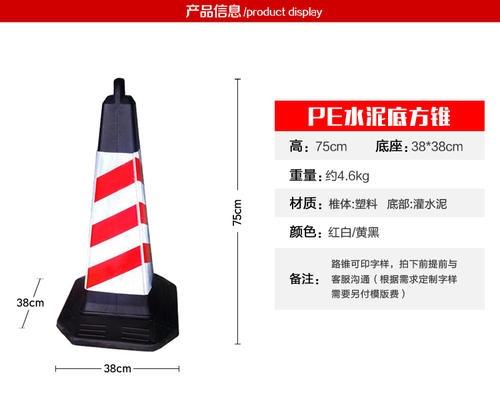 产品信息/product display
PE水泥底方锥
高：75cm 底座：38*38cm
重量：约4.6kg
材质：椎体:塑料 底部:灌水泥
颜色：红白/黄黑
备注：
路锥可印字样，拍下前提前与
客服沟通（根据需求定制字样
需要另付模版费）
75cm
38cm
38cm